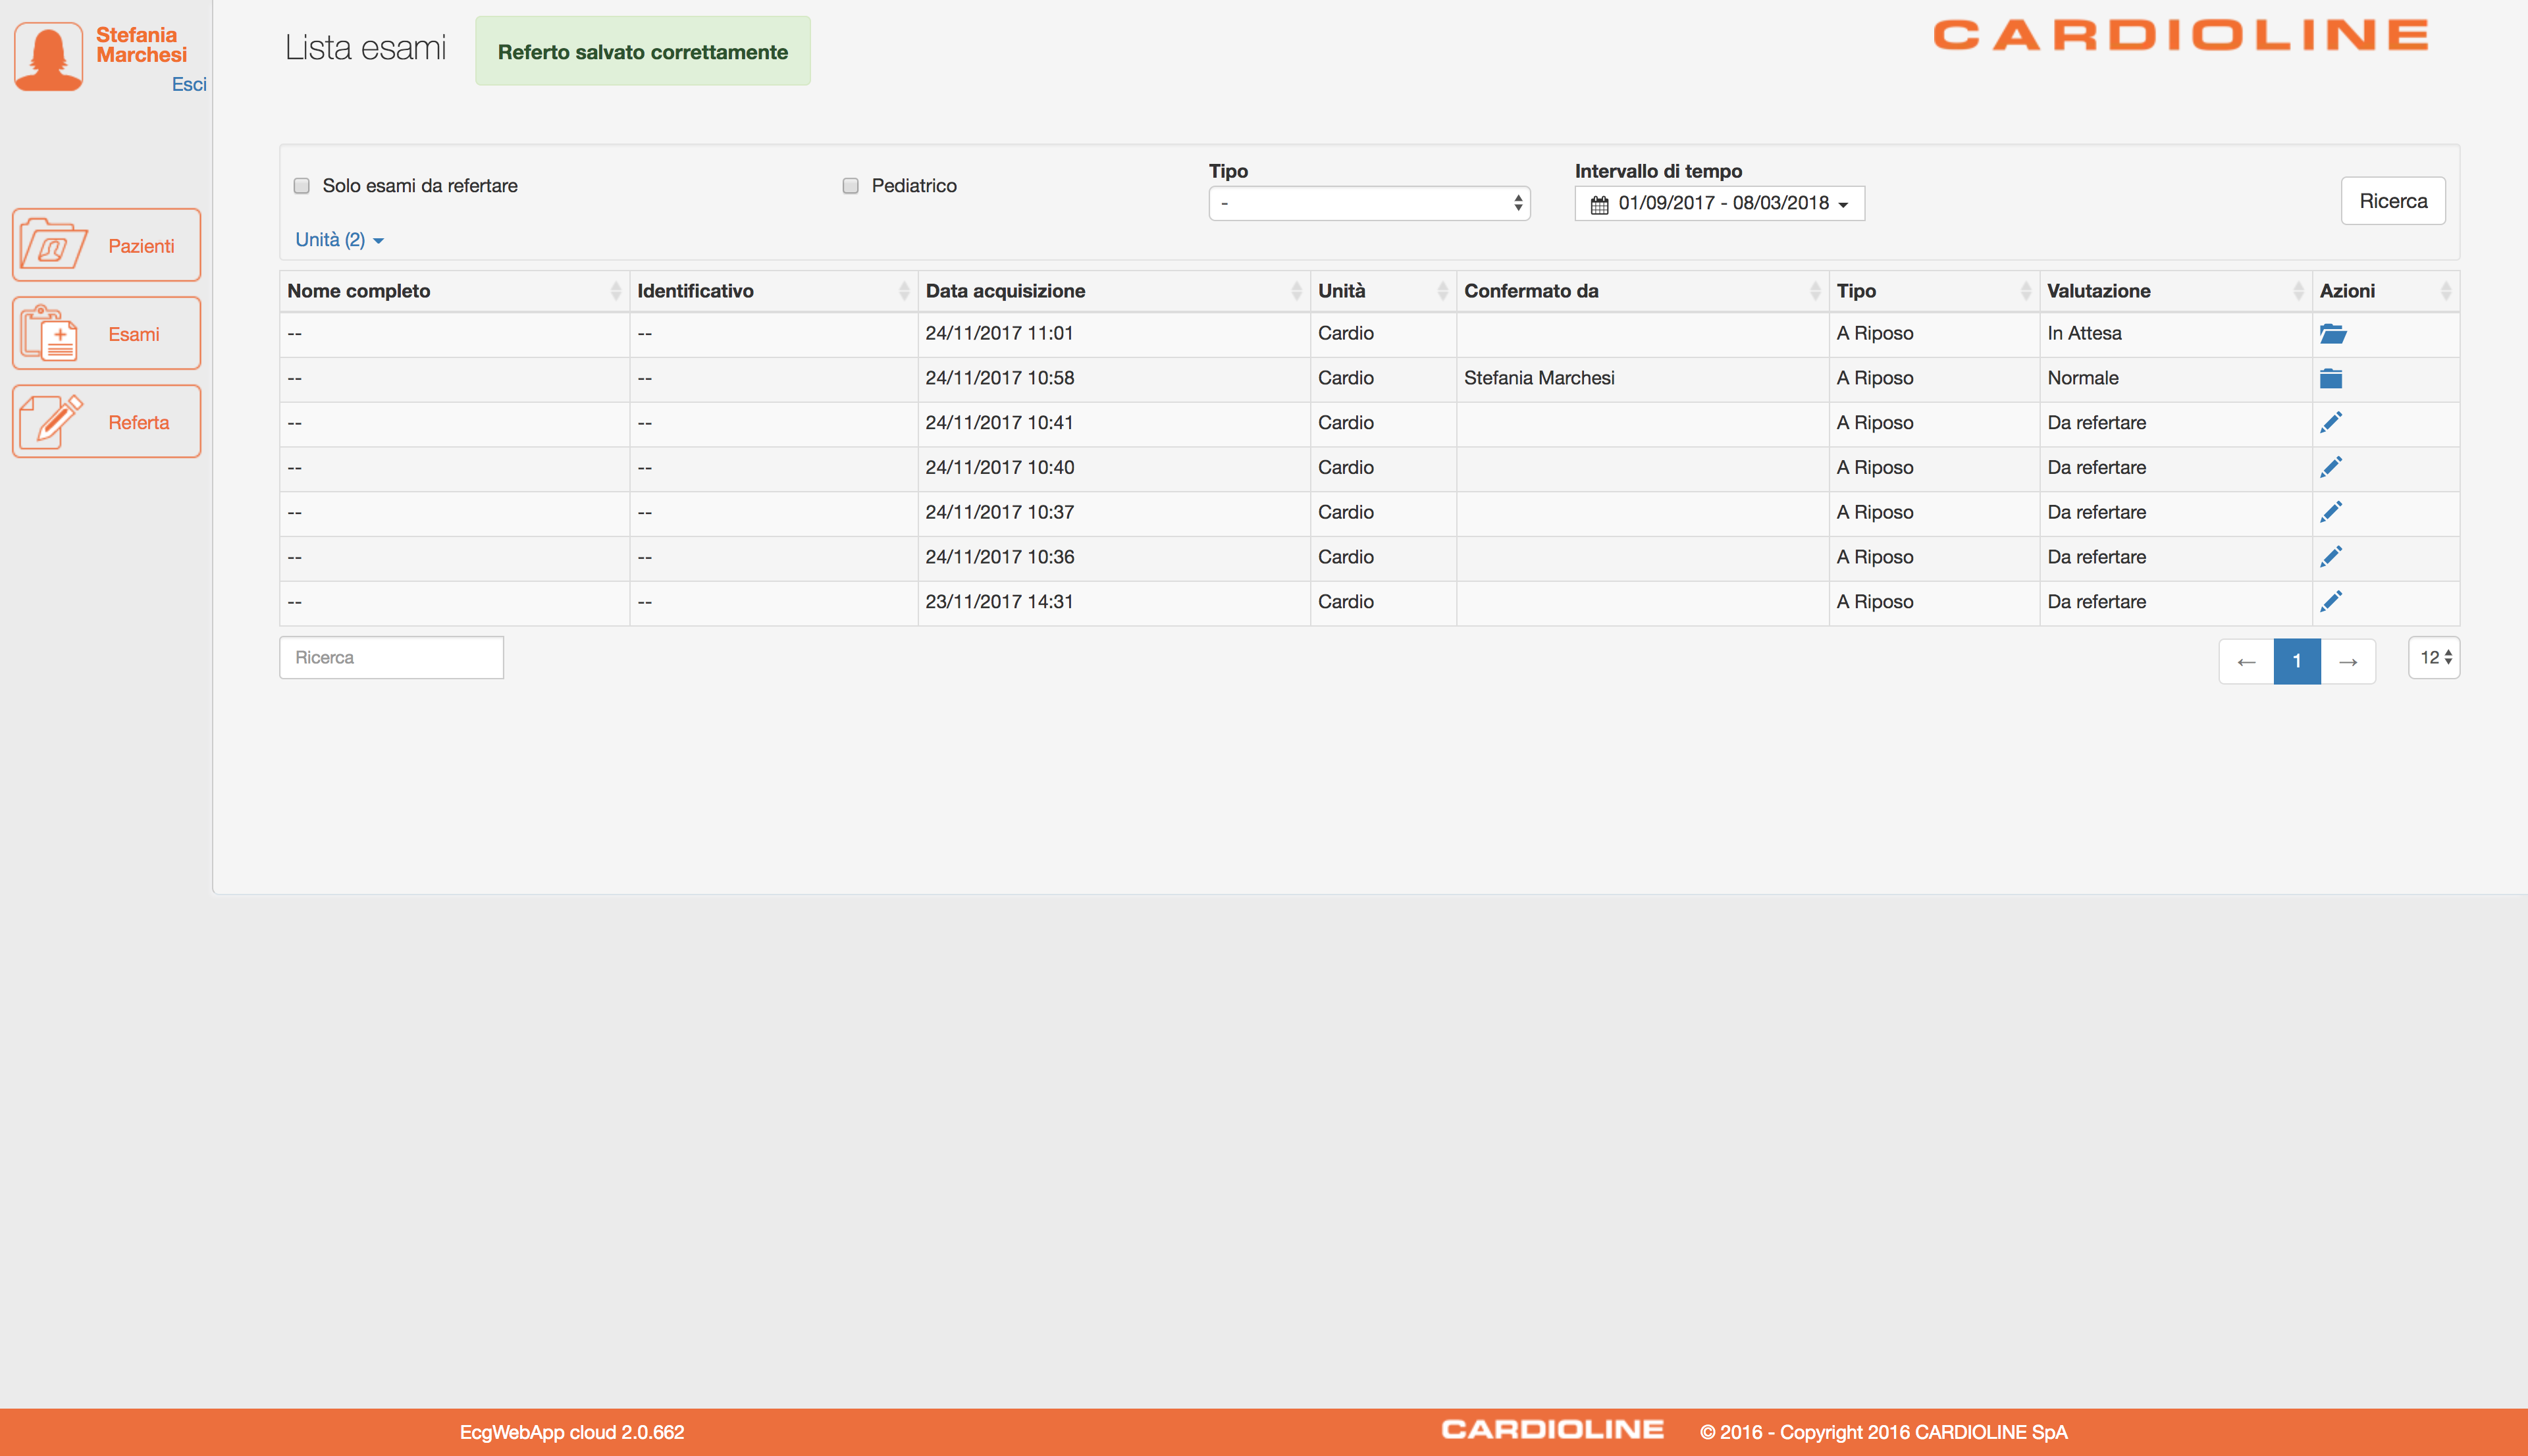 Stefania
Marchesi
Esci
Pazienti
Esami
Referta
Lista esami
Referto salvato correttamente
CARDIOLINE
Solo esami da refertare
Pediatrico
Tipo
-
Intervallo di tempo
01/09/2017 - 08/03/2018
Ricerca
Unità (2)
Nome completo Identificativo Data acquisizione Unità Confermato da Tipo Valutazione Azioni
-- -- 24/11/2017 11:01 Cardio A Riposo In Attesa
-- -- 24/11/2017 10:58 Cardio Stefania Marchesi A Riposo Normale
-- -- 24/11/2017 10:41 Cardio A Riposo Da refertare
-- -- 24/11/2017 10:40 Cardio A Riposo Da refertare
-- -- 24/11/2017 10:37 Cardio A Riposo Da refertare
-- -- 24/11/2017 10:36 Cardio A Riposo Da refertare
-- -- 23/11/2017 14:31 Cardio A Riposo Da refertare
Ricerca
← 1 → 12
EcgWebApp cloud 2.0.662
CARDIOLINE
© 2016 - Copyright 2016 CARDIOLINE SpA